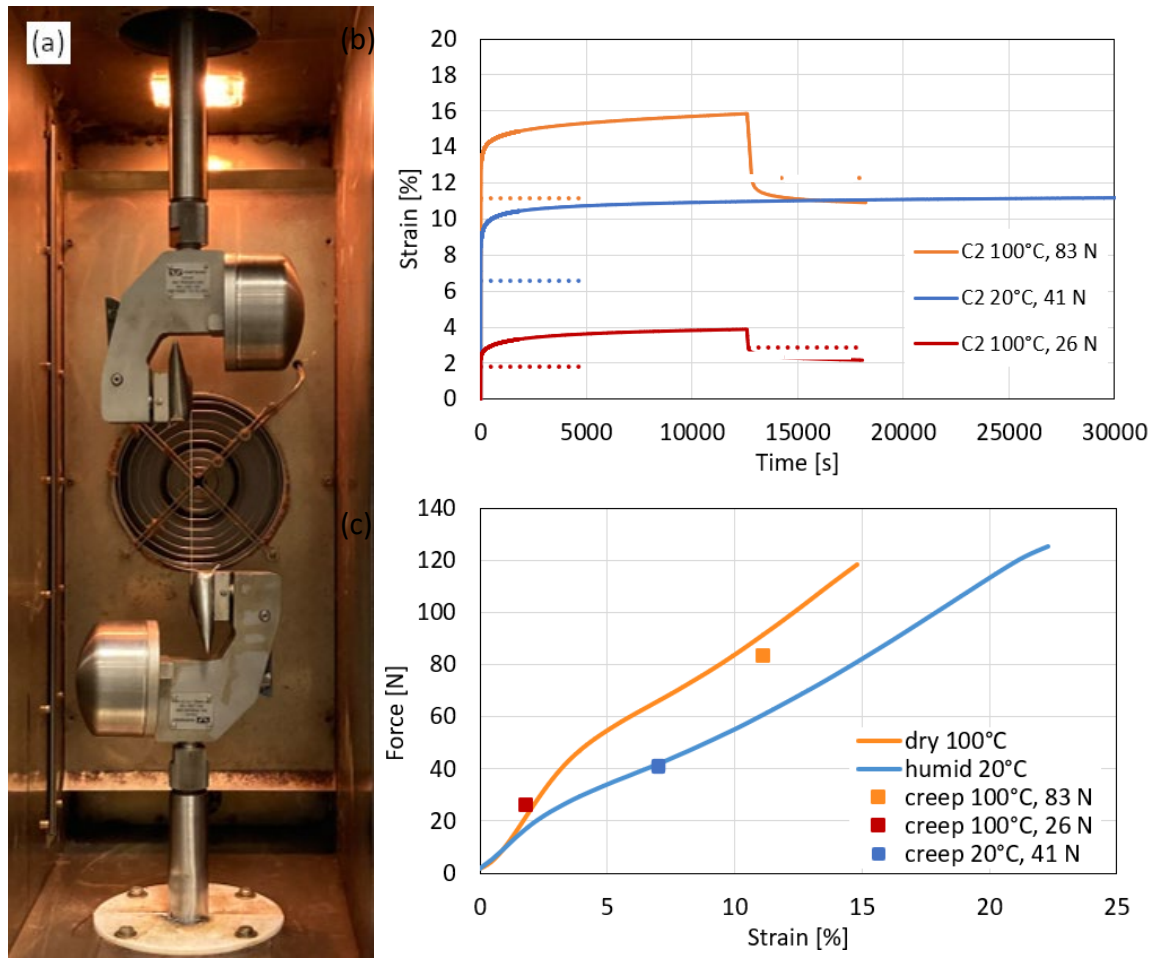 (a)
(b)
20
18
16
14
12
10
8
6
4
2
0
Strain [%]
C2 100°C, 83 N
C2 20°C, 41 N
C2 100°C, 26 N
0 5000 10000 15000 20000 25000 30000
Time [s]
(c)
140
120
100
80
60
40
20
0
Force [N]
dry 100°C
humid 20°C
creep 100°C, 83 N
creep 100°C, 26 N
creep 20°C, 41 N
0 5 10 15 20 25
Strain [%]